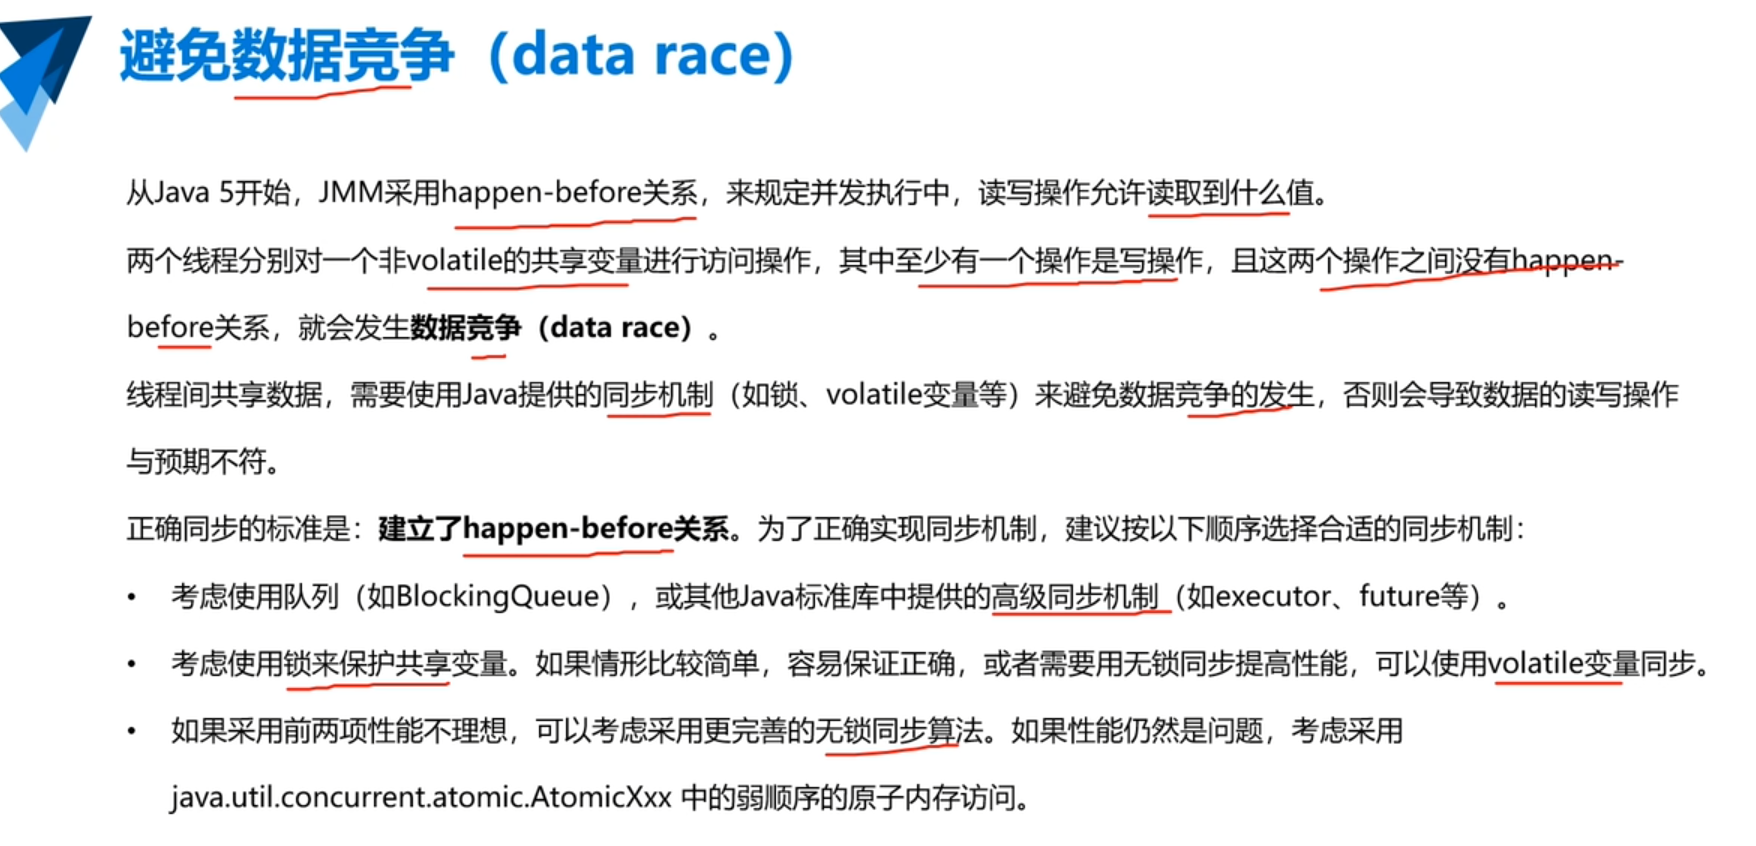 避免数据竞争（data race）
从Java 5开始，JMM采用happen-before关系，来规定并发执行中，读写操作允许读取到什么值。
两个线程分别对一个非volatile的共享变量进行访问操作，其中至少有一个操作是写操作，且这两个操作之间没有happen-
before关系，就会发生数据竞争（data race）。
线程间共享数据，需要使用Java提供的同步机制（如锁、volatile变量等）来避免数据竞争的发生，否则会导致数据的读写操作
与预期不符。
正确同步的标准是：建立了happen-before关系。为了正确实现同步机制，建议按以下顺序选择合适的同步机制：
• 考虑使用队列（如BlockingQueue），或其他Java标准库中提供的高级同步机制（如executor、future等）。
• 考虑使用锁来保护共享变量。如果情形比较简单，容易保证正确，或者需要用无锁同步提高性能，可以使用volatile变量同步。
• 如果采用前两项性能不理想，可以考虑采用更完善的无锁同步算法。如果性能仍然是问题，考虑采用
java.util.concurrent.atomic.AtomicXxx 中的弱顺序的原子内存访问。